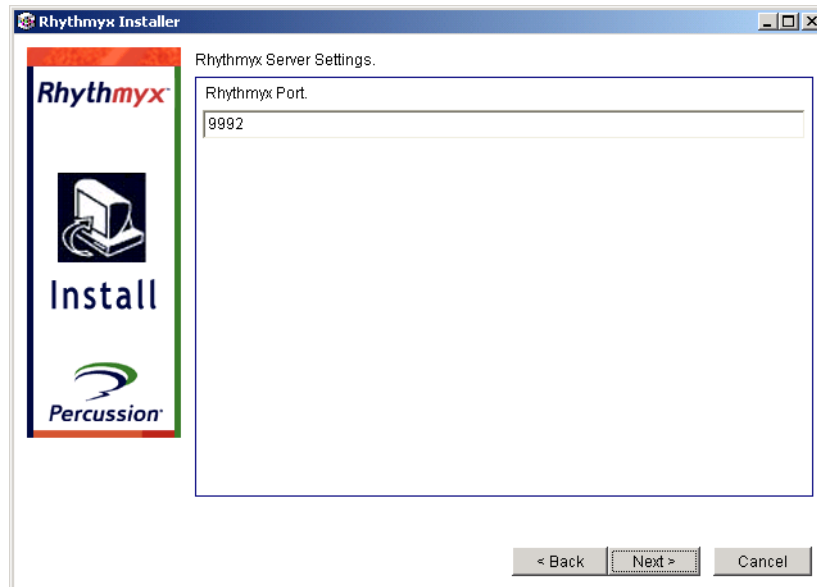 Rhythmyx Installer
Rhythmyx Server Settings.
Rhythmyx
Rhythmyx Port.
9992
Install
Percussion
< Back
Next >
Cancel